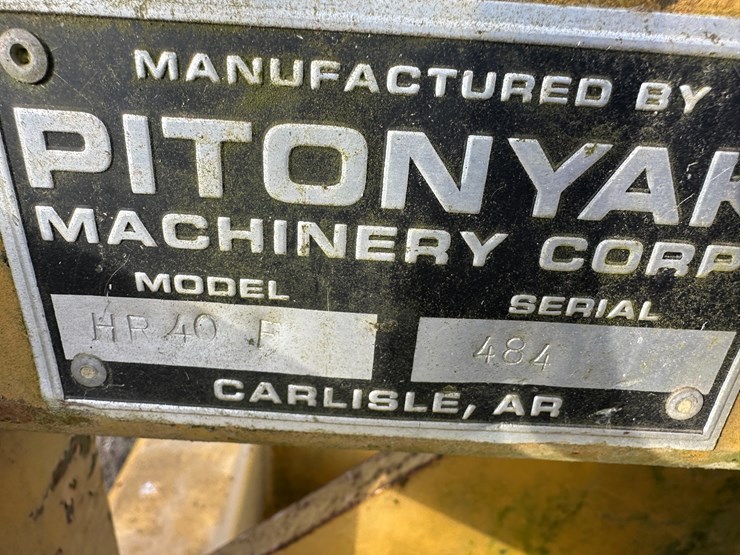 MANUFACTURED BY
PITONYAK
MACHINERY CORP
MODEL SERIAL
HR40 F 484
CARLISLE, AR